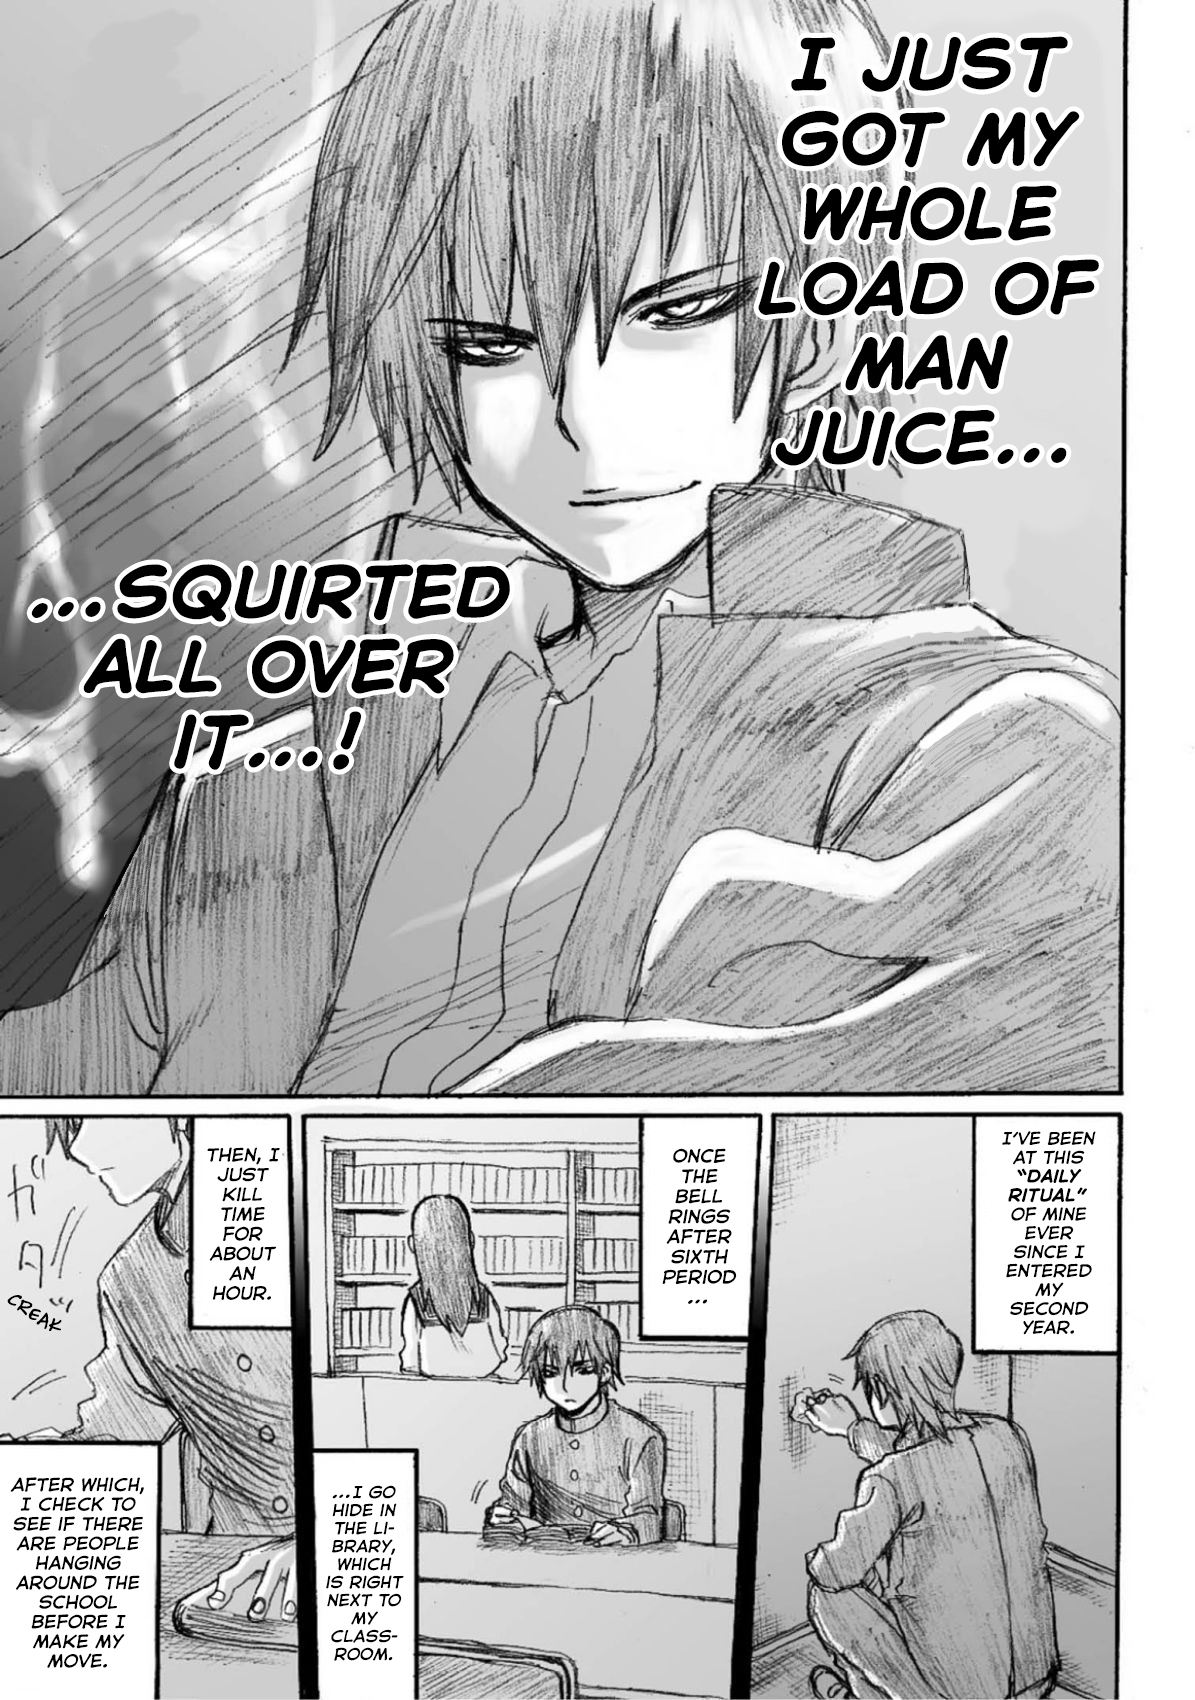 I JUST
GOT MY
WHOLE
LOAD OF
MAN
JUICE...
...SQUIRTED
ALL OVER
IT...!
I'VE BEEN
AT THIS
"DAILY
RITUAL"
OF MINE
EVER
SINCE I
ENTERED
MY
SECOND
YEAR.
ONCE
THE
BELL
RINGS
AFTER
SIXTH
PERIOD
...
...I GO
HIDE IN
THE LI-
BRARY,
WHICH
IS RIGHT
NEXT TO
MY
CLASS-
ROOM.
THEN, I
JUST
KILL
TIME
FOR
ABOUT
AN
HOUR.
ガタ
CREAK
AFTER WHICH,
I CHECK TO
SEE IF THERE
ARE PEOPLE
HANGING
AROUND THE
SCHOOL
BEFORE I
MAKE MY
MOVE.